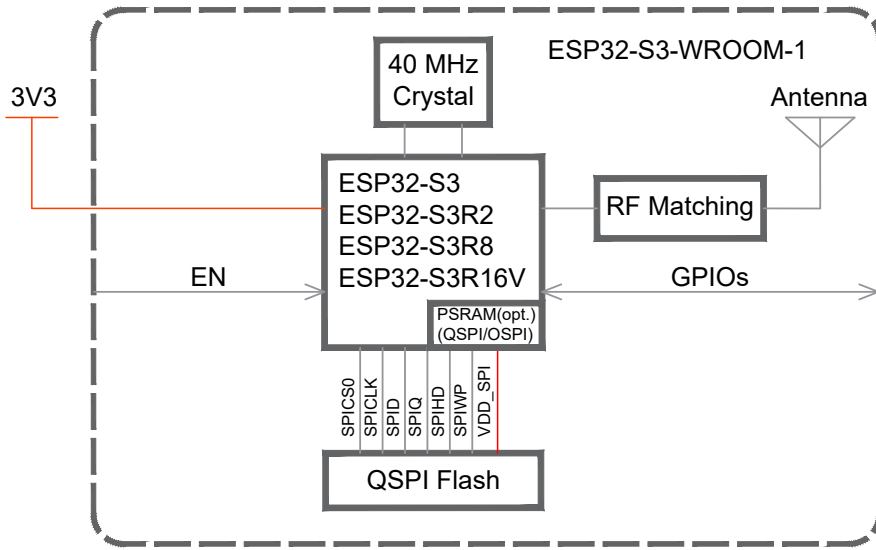 ESP32-S3-WROOM-1
40 MHz
Crystal
3V3
Antenna
ESP32-S3
ESP32-S3R2
ESP32-S3R8
ESP32-S3R16V
RF Matching
EN
GPIOs
PSRAM(opt.)
(QSPI/OSPI)
SPICS0
SPICLK
SPID
SPIQ
SPIHD
SPIWP
VDD_SPI
QSPI Flash